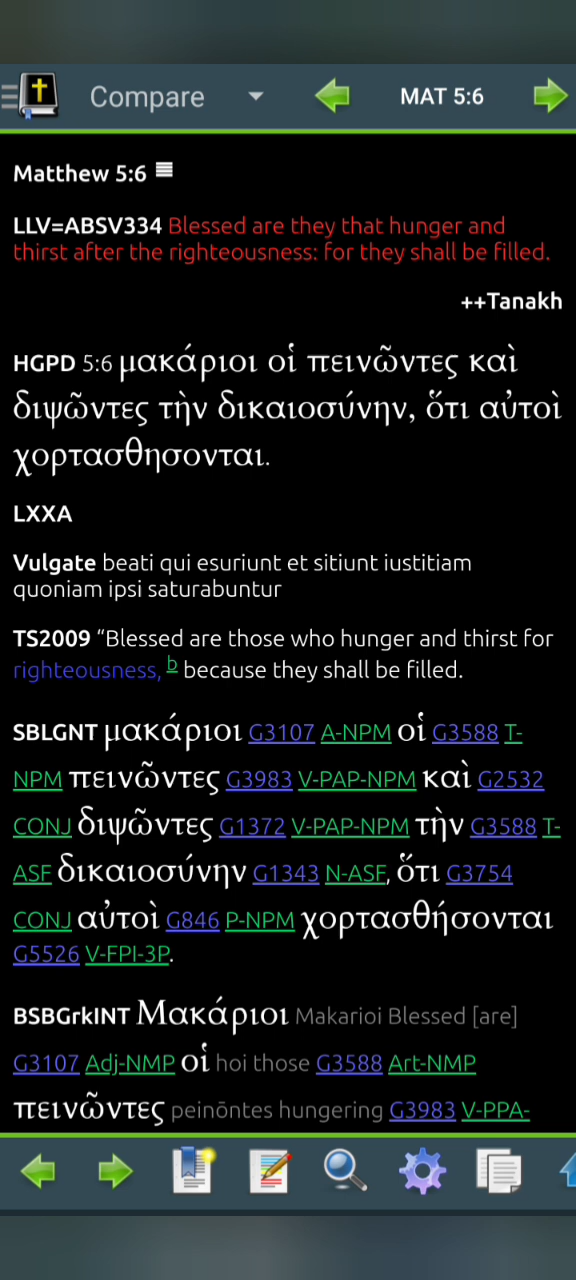 Compare
MAT 5:6
Matthew 5:6
LLV=ABSV334 Blessed are they that hunger and
thirst after the righteousness: for they shall be filled.
++Tanakh
HGPD 5:6 μακάριοι οἱ πεινῶντες καὶ
διψῶντες τὴν δικαιοσύνην, ὅτι αὐτοὶ
χορτασθησονται.
LXXA
Vulgate beati qui esuriunt et sitiunt iustitiam
quoniam ipsi saturabuntur
TS2009 “Blessed are those who hunger and thirst for
righteousness, b because they shall be filled.
SBLGNT μακάριοι G3107 A-NPM οἱ G3588 T-
NPM πεινῶντες G3983 V-PAP-NPM καὶ G2532
CONJ διψῶντες G1372 V-PAP-NPM τὴν G3588 T-
ASF δικαιοσύνην G1343 N-ASF, ὅτι G3754
CONJ αὐτοὶ G846 P-NPM χορτασθήσονται
G5526 V-FPI-3P.
BSBGrkINT Μακάριοι Makarioi Blessed [are]
G3107 Adj-NMP οἱ hoi those G3588 Art-NMP
πεινῶντες peinōntes hungering G3983 V-PPA-